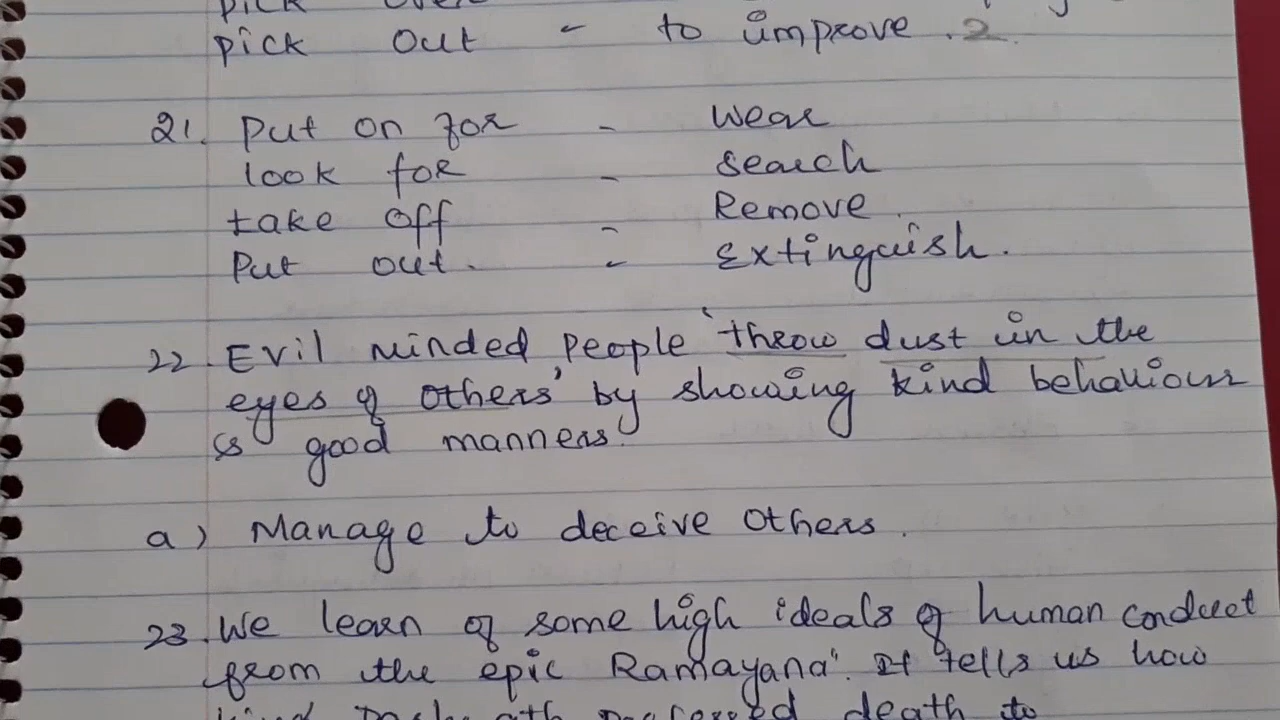 pick
pick out - to improve . 2.
21. Put on for - Wear
look for - search
take off - Remove.
Put out. - Extinguish.
22. Evil minded people 'throw dust in the
eyes of others' by showing kind behaviour
& good manners.
a) Manage to deceive others.
23. We learn of some high ideals of human conduct
from the epic Ramayana'. It tells us how
death to